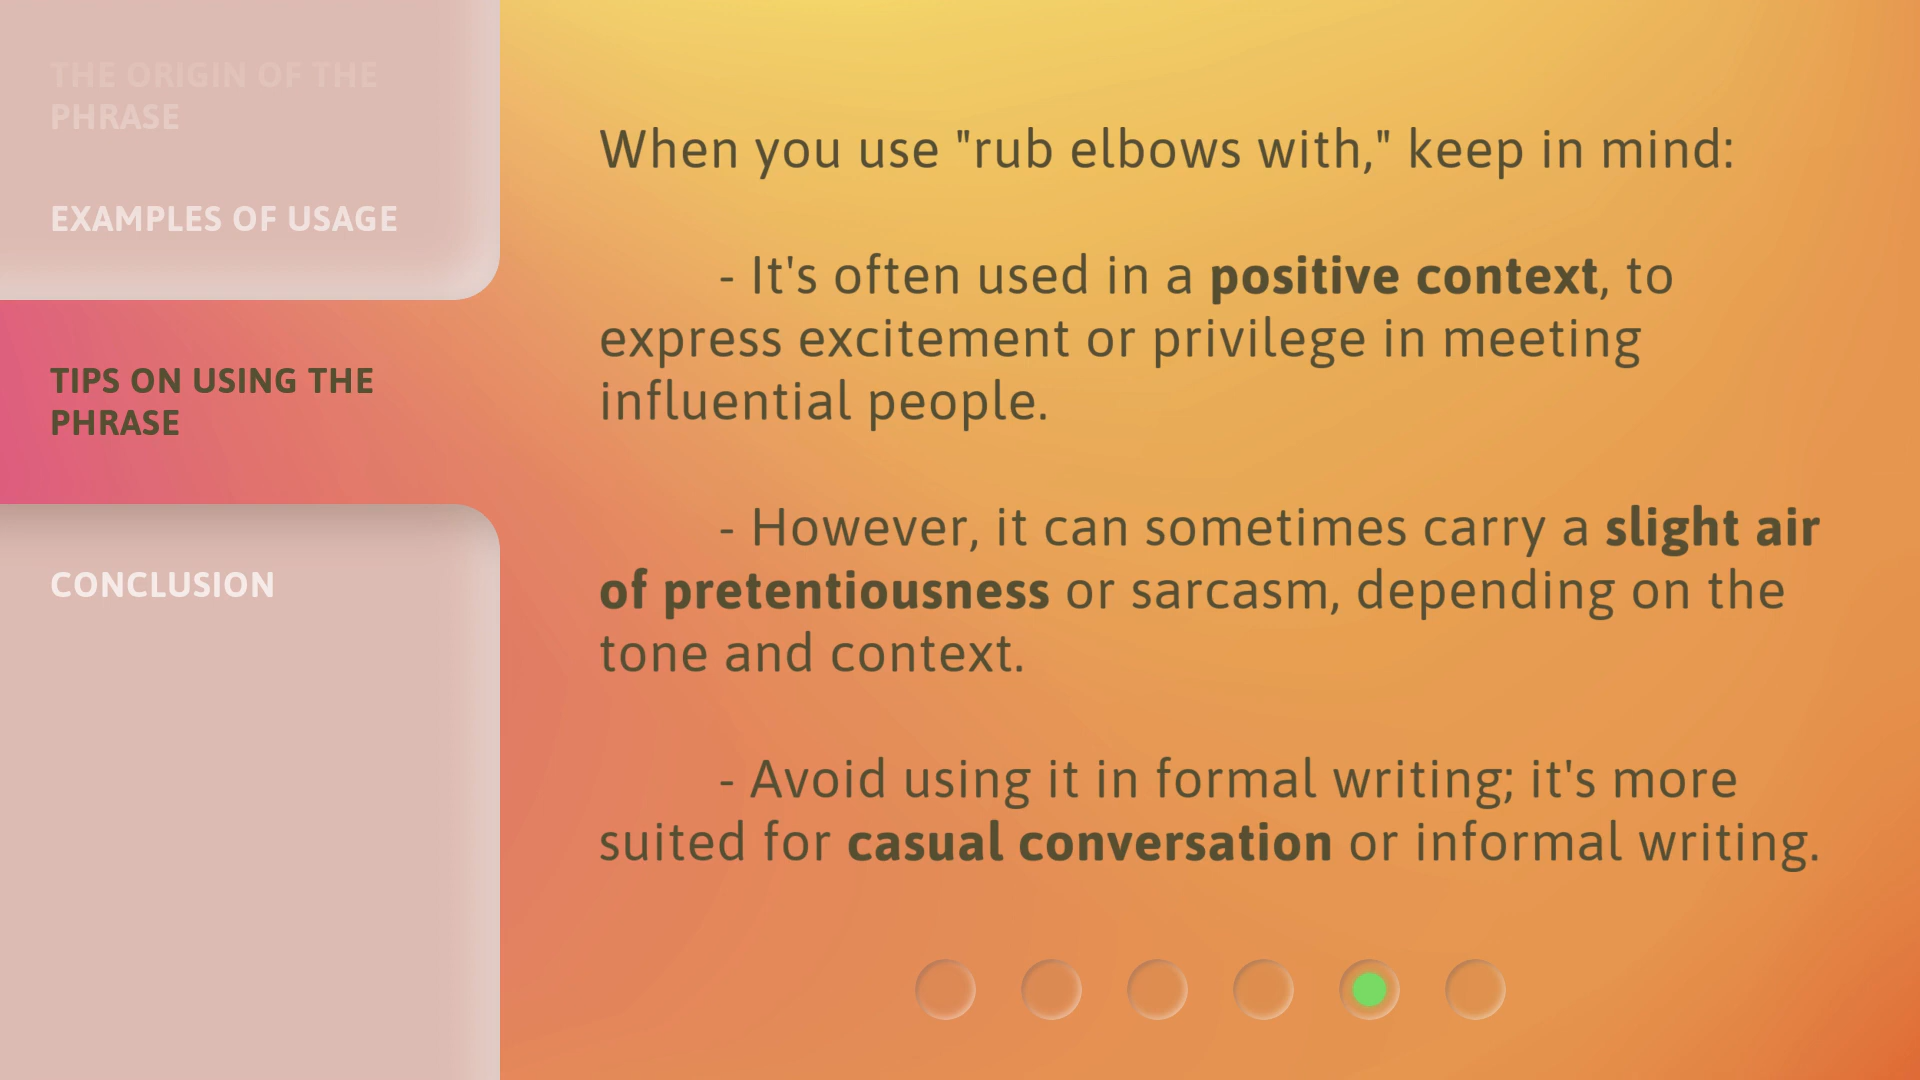 THE ORIGIN OF THE
PHRASE
EXAMPLES OF USAGE
TIPS ON USING THE
PHRASE
CONCLUSION
When you use "rub elbows with," keep in mind:
- It's often used in a positive context, to
express excitement or privilege in meeting
influential people.
- However, it can sometimes carry a slight air
of pretentiousness or sarcasm, depending on the
tone and context.
- Avoid using it in formal writing; it's more
suited for casual conversation or informal writing.